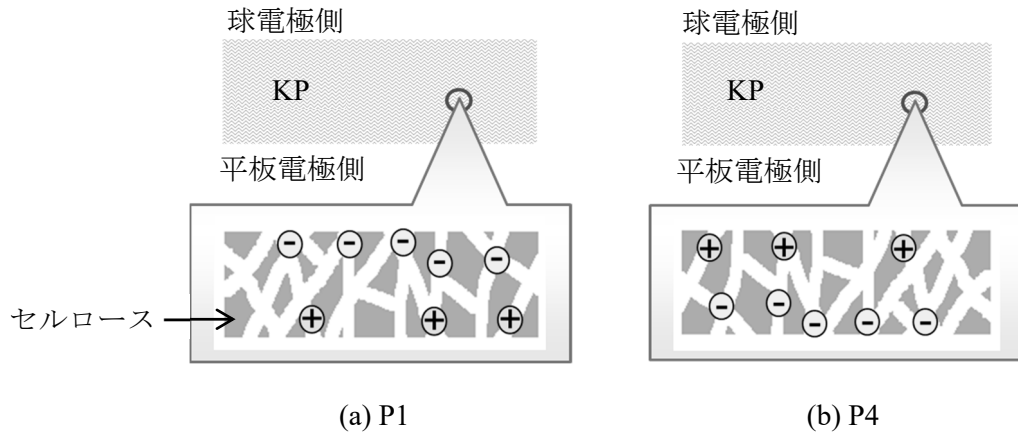 球電極側
KP
平板電極側
- - - - -
+ + +
セルロース
(a) P1
球電極側
KP
平板電極側
+ + +
- - - - -
(b) P4